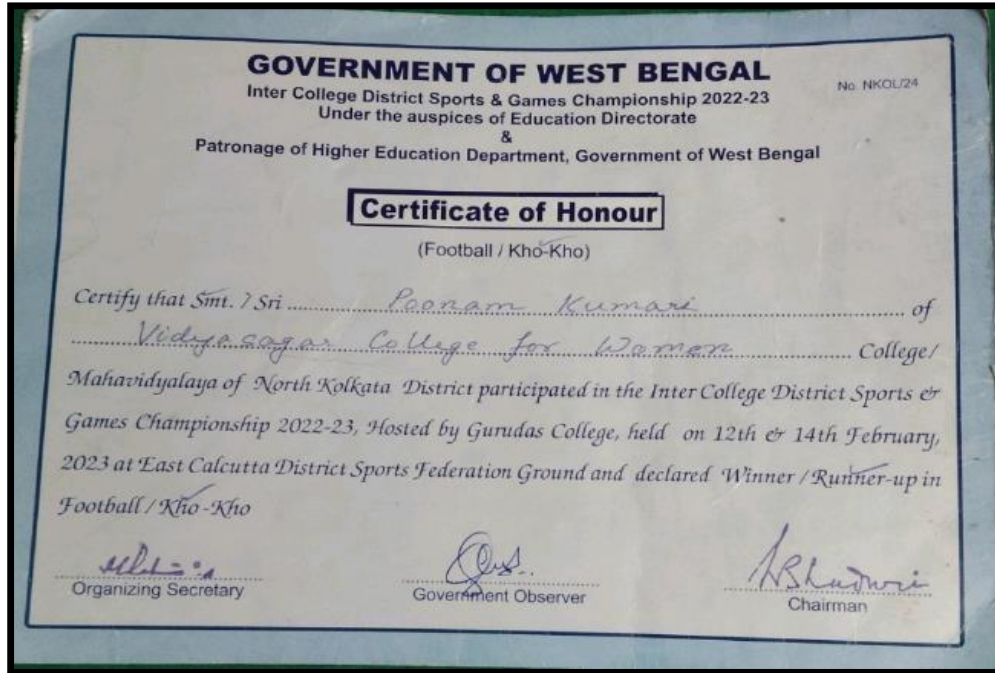 GOVERNMENT OF WEST BENGAL
No. NKOL/24
Inter College District Sports & Games Championship 2022-23
Under the auspices of Education Directorate
&
Patronage of Higher Education Department, Government of West Bengal
Certificate of Honour
(Football / Kho-Kho)
Certify that Smt. / Sri Poonam Kumari of
Vidyasagar College for Women College/
Mahavidyalaya of North Kolkata District participated in the Inter College District Sports &
Games Championship 2022-23, Hosted by Gurudas College, held on 12th & 14th February,
2023 at East Calcutta District Sports Federation Ground and declared Winner / Runner-up in
Football / Kho-Kho
Organizing Secretary
Government Observer
Chairman